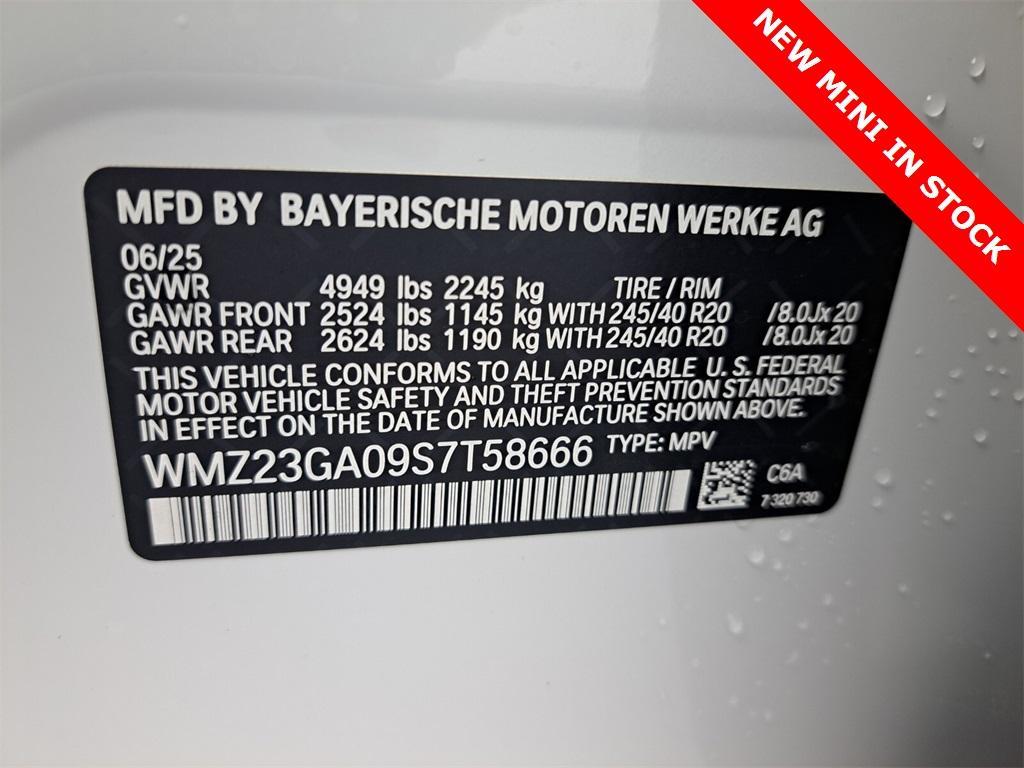 NEW MINI IN STOCK
MFD BY BAYERISCHE MOTOREN WERKE AG
06/25
GVWR 4949 lbs 2245 kg TIRE / RIM
GAWR FRONT 2524 lbs 1145 kg WITH 245/40 R20 /8.0Jx20
GAWR REAR 2624 lbs 1190 kg WITH 245/40 R20 /8.0Jx20
THIS VEHICLE CONFORMS TO ALL APPLICABLE U. S. FEDERAL
MOTOR VEHICLE SAFETY AND THEFT PREVENTION STANDARDS
IN EFFECT ON THE DATE OF MANUFACTURE SHOWN ABOVE.
WMZ23GA09S7T58666 TYPE: MPV
C6A
7 320 730